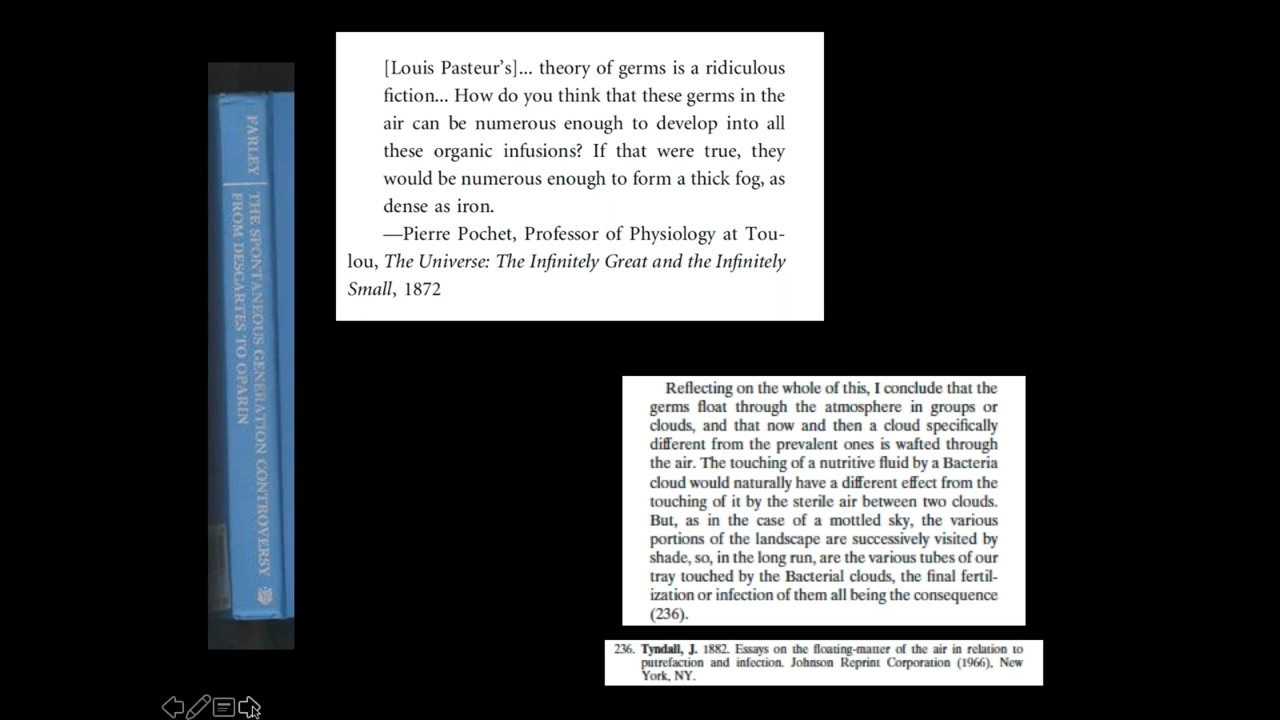 FARLEY
THE SPONTANEOUS GENERATION CONTROVERSY
FROM DESCARTES TO OPARIN
[Louis Pasteur’s]... theory of germs is a ridiculous
fiction... How do you think that these germs in the
air can be numerous enough to develop into all
these organic infusions? If that were true, they
would be numerous enough to form a thick fog, as
dense as iron.
—Pierre Pochet, Professor of Physiology at Tou-
lou, The Universe: The Infinitely Great and the Infinitely
Small, 1872
Reflecting on the whole of this, I conclude that the
germs float through the atmosphere in groups or
clouds, and that now and then a cloud specifically
different from the prevalent ones is wafted through
the air. The touching of a nutritive fluid by a Bacteria
cloud would naturally have a different effect from the
touching of it by the sterile air between two clouds.
But, as in the case of a mottled sky, the various
portions of the landscape are successively visited by
shade, so, in the long run, are the various tubes of our
tray touched by the Bacterial clouds, the final fertil-
ization or infection of them all being the consequence
(236).
236. Tyndall, J. 1882. Essays on the floating-matter of the air in relation to
putrefaction and infection. Johnson Reprint Corporation (1966), New
York, NY.